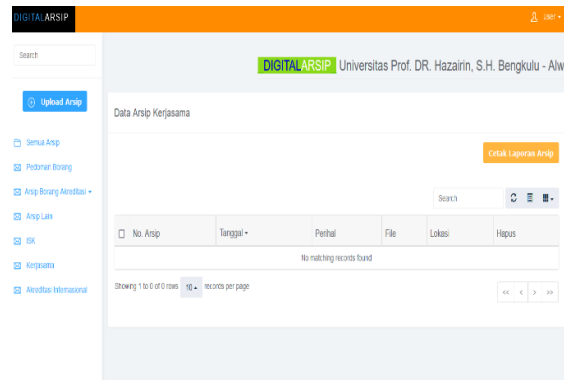 DIGITALARSIP
User
Search
DIGITALARSIP Universitas Prof. DR. Hazairin, S.H. Bengkulu - Alw
Upload Arsip
Data Arsip Kerjasama
Semua Arsip
Cetak Laporan Arsip
Pedoman Borang
Arsip Borang Akreditasi
Search
Arsip Lain
ISK
No. Arsip Tanggal Perihal File Lokasi Hapus
Kerjasama
No matching records found
Akreditasi Internasional
Showing 1 to 0 of 0 rows 10 records per page
<< < > >>